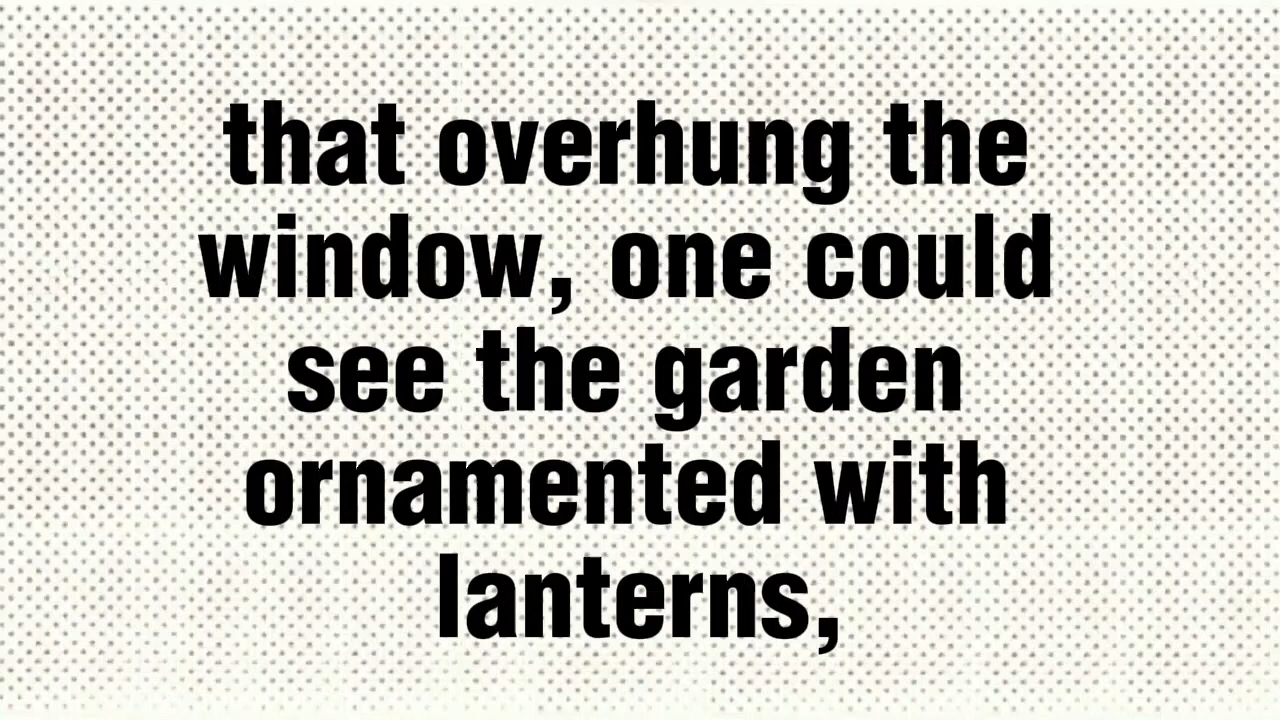 that overhung the
window, one could
see the garden
ornamented with
lanterns,